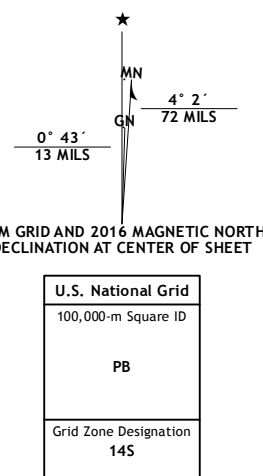 ★
MN
GN
4° 2´
72 MILS
0° 43´
13 MILS
M GRID AND 2016 MAGNETIC NORTH
DECLINATION AT CENTER OF SHEET
U.S. National Grid
100,000-m Square ID
PB
Grid Zone Designation
14S